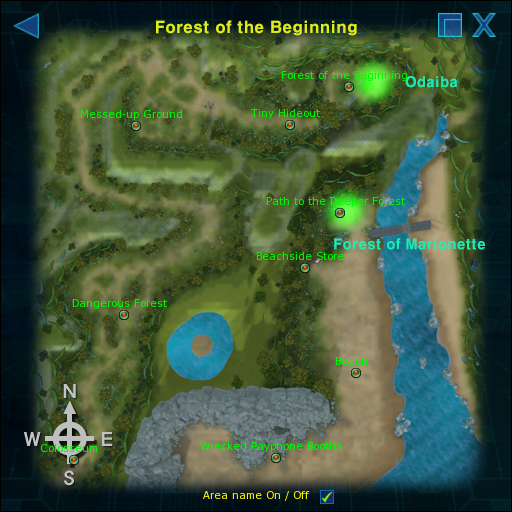 Forest of the Beginning
Forest of the Beginning
Odaiba
Messed-up Ground
Tiny Hideout
Path to the Deeper Forest
Forest of Marionette
Beachside Store
Dangerous Forest
Beach
N
W E
S
Colosseum
Wrecked Payphone Booths
Area name On / Off